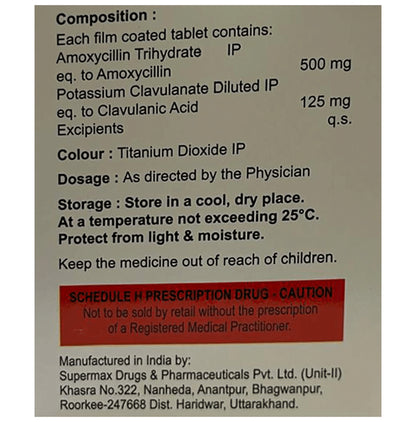 Composition :
Each film coated tablet contains:
Amoxycillin Trihydrate IP
eq. to Amoxycillin 500 mg
Potassium Clavulanate Diluted IP
eq. to Clavulanic Acid 125 mg
Excipients q.s.
Colour : Titanium Dioxide IP
Dosage : As directed by the Physician
Storage : Store in a cool, dry place.
At a temperature not exceeding 25°C.
Protect from light & moisture.
Keep the medicine out of reach of children.
SCHEDULE H PRESCRIPTION DRUG - CAUTION
Not to be sold by retail without the prescription
of a Registered Medical Practitioner.
Manufactured in India by:
Supermax Drugs & Pharmaceuticals Pvt. Ltd. (Unit-II)
Khasra No.322, Nanheda, Anantpur, Bhagwanpur,
Roorkee-247668 Dist. Haridwar, Uttarakhand.